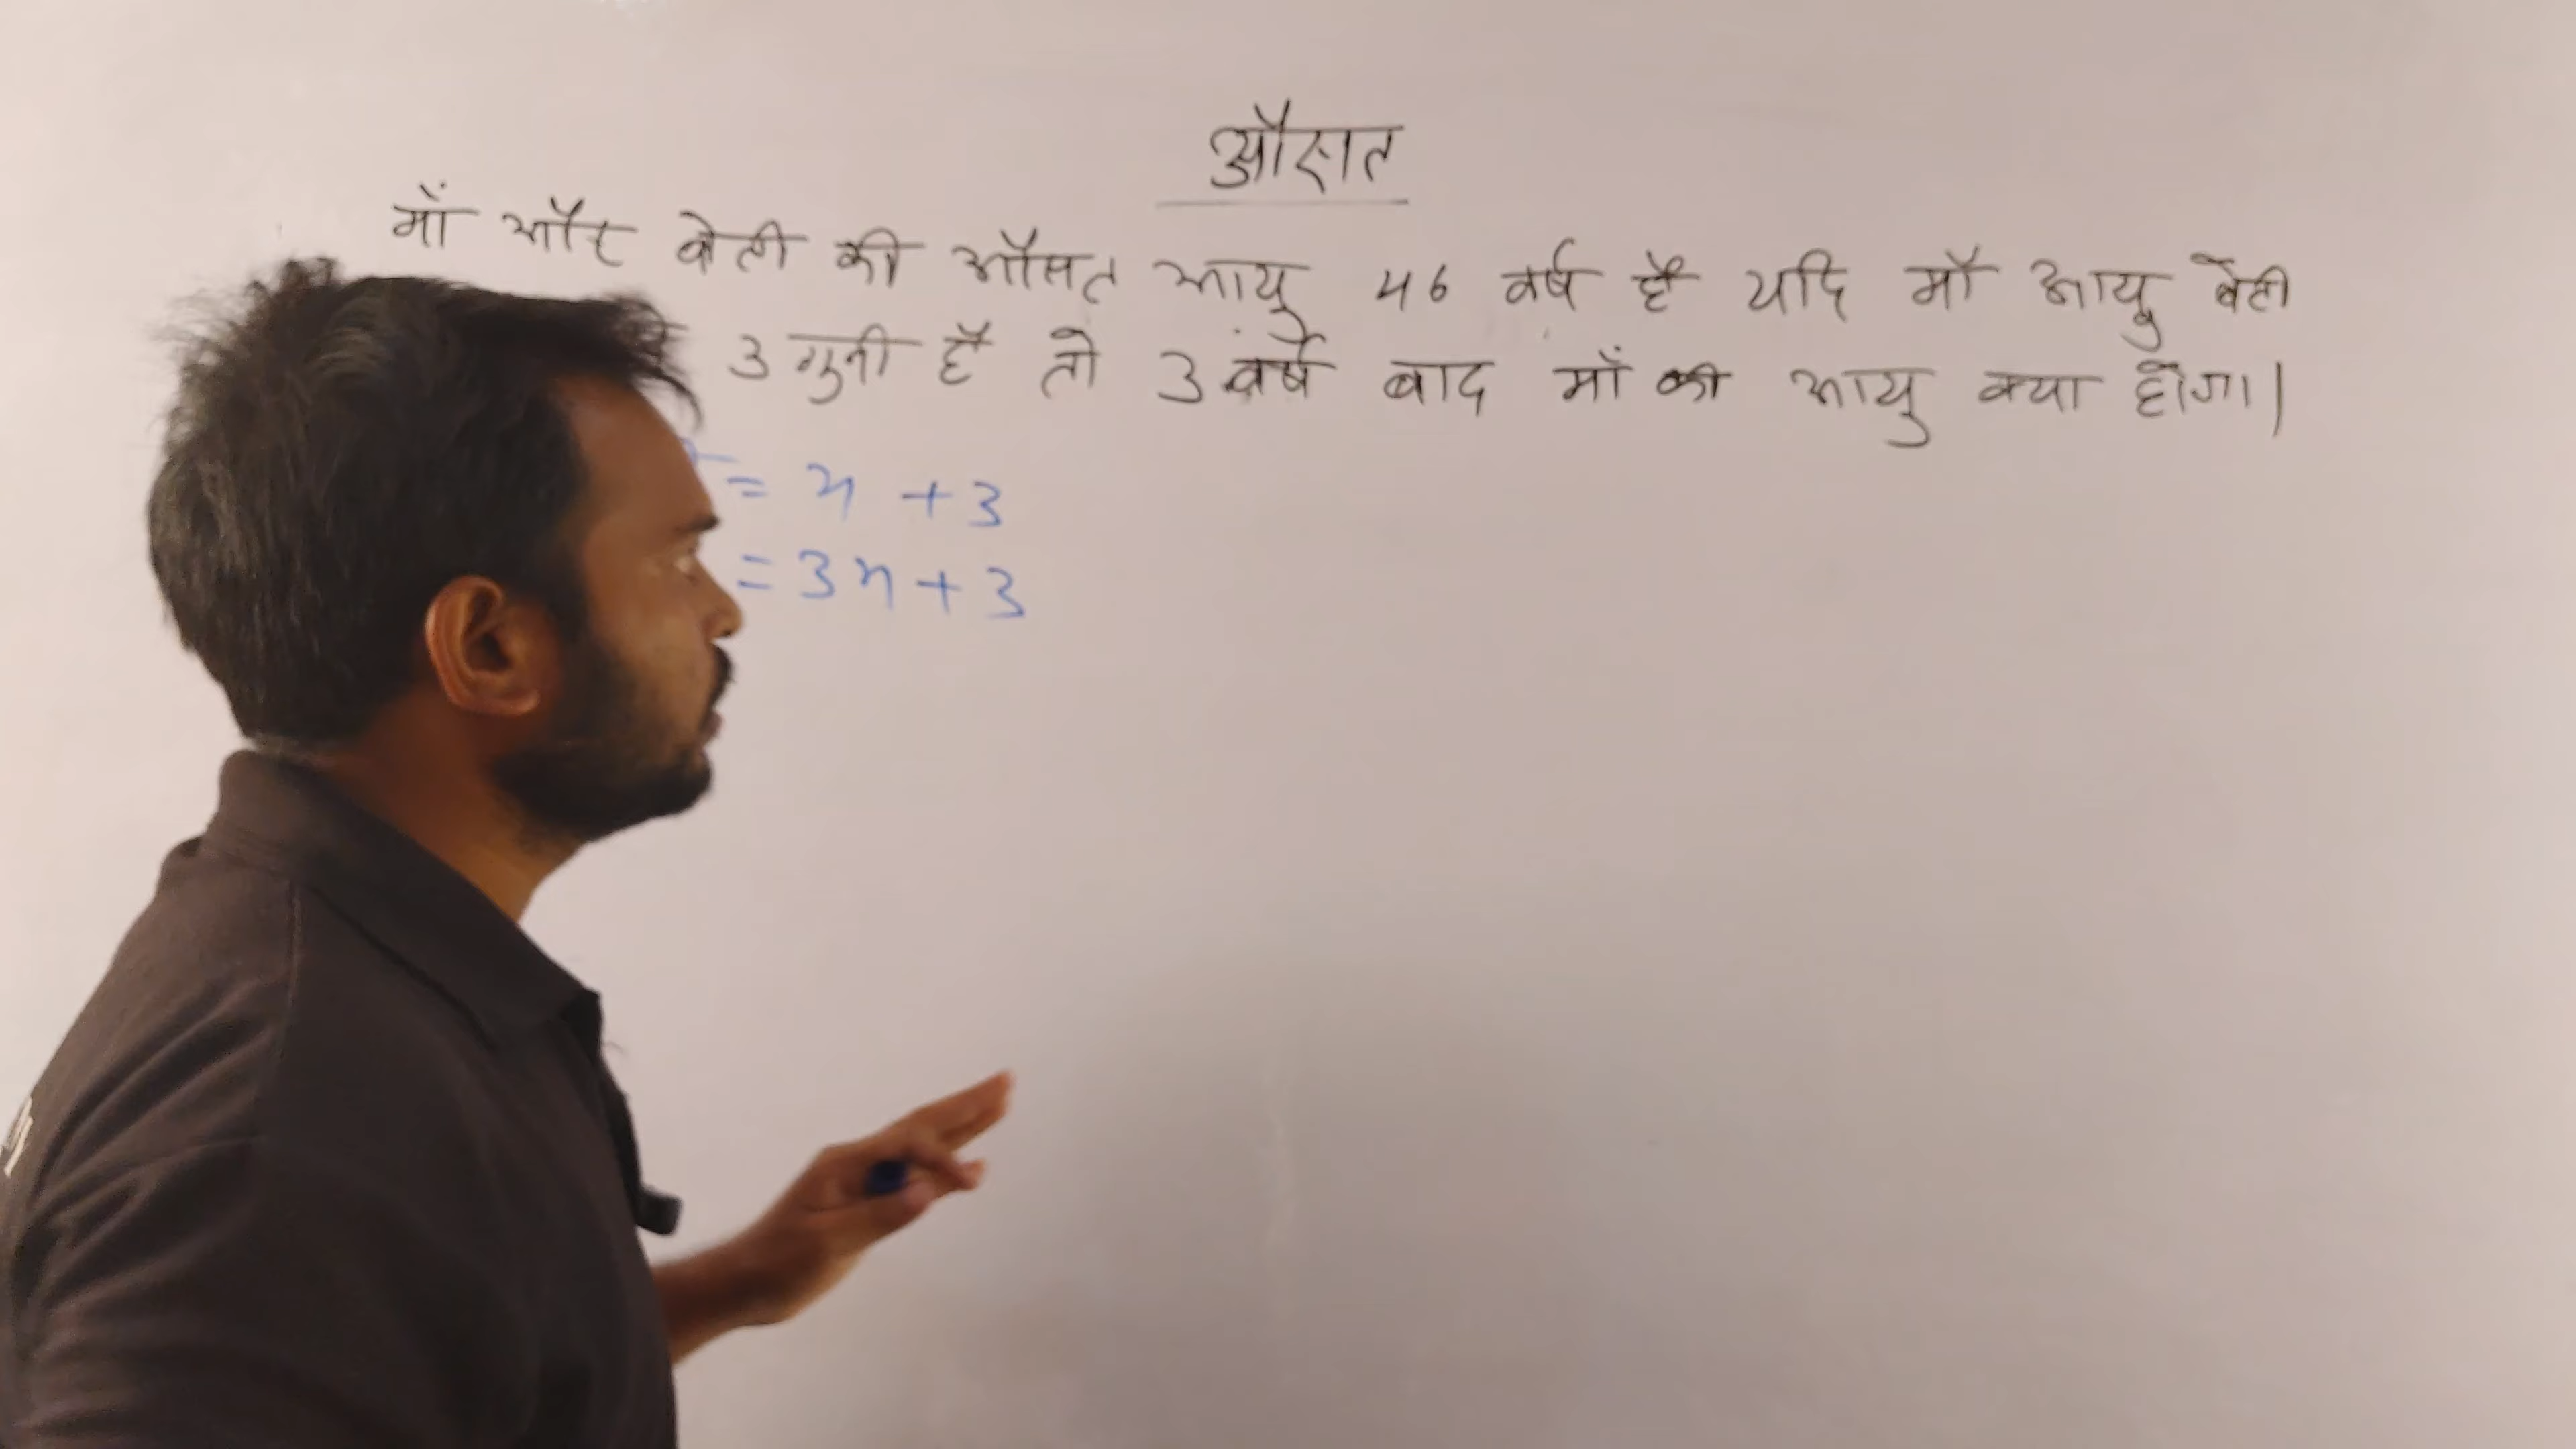 औसत
माँ और बेटी की औसत आयु 46 वर्ष है यदि माँ आयु बेटी
3 गुनी है तो 3 वर्ष बाद माँ की आयु क्या होगा।
= x + 3
= 3x + 3